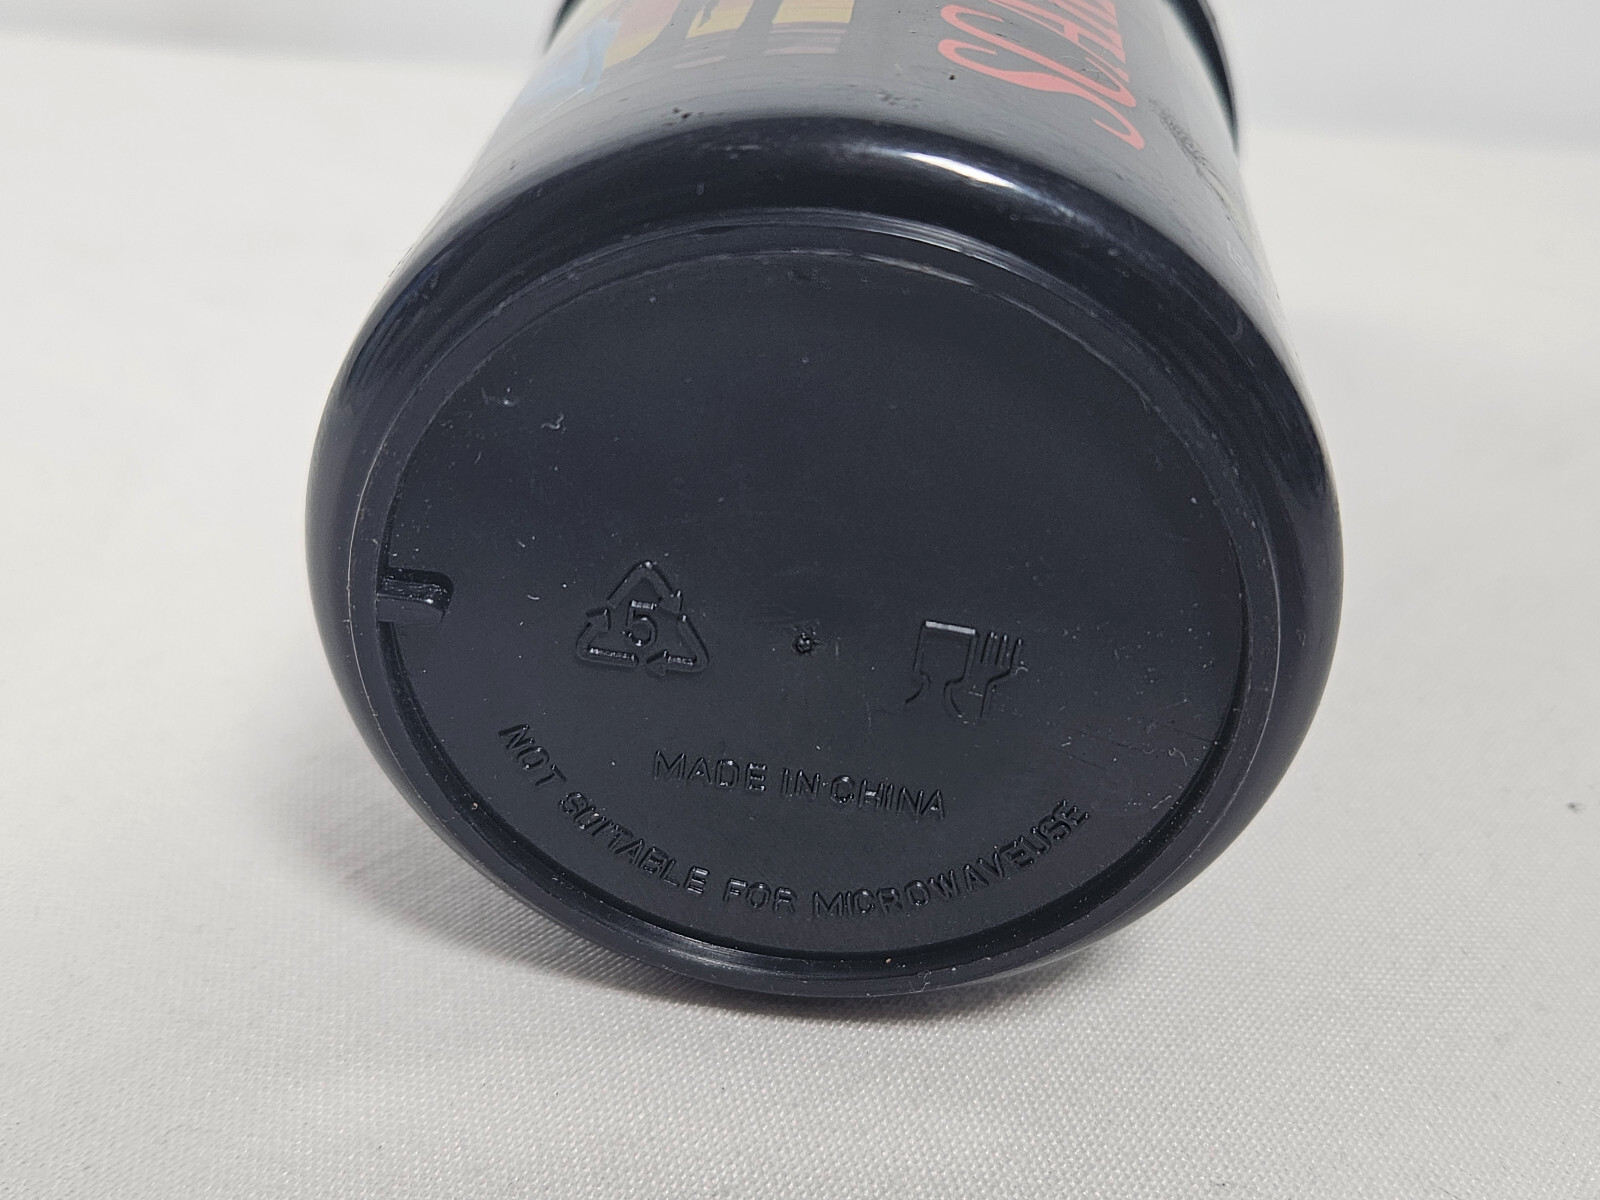 5
MADE IN CHINA
NOT SUITABLE FOR MICROWAVEUSE